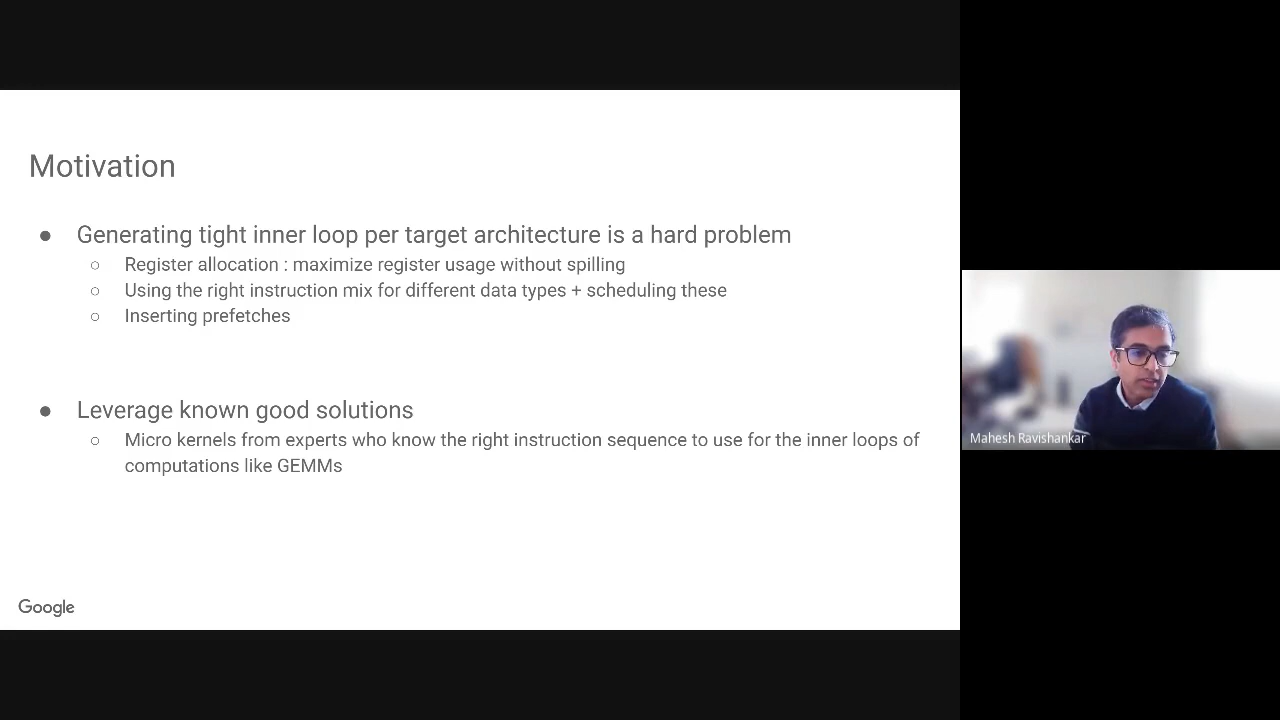 Motivation
● Generating tight inner loop per target architecture is a hard problem
○ Register allocation : maximize register usage without spilling
○ Using the right instruction mix for different data types + scheduling these
○ Inserting prefetches
● Leverage known good solutions
○ Micro kernels from experts who know the right instruction sequence to use for the inner loops of
computations like GEMMs
Google
Mahesh Ravishankar